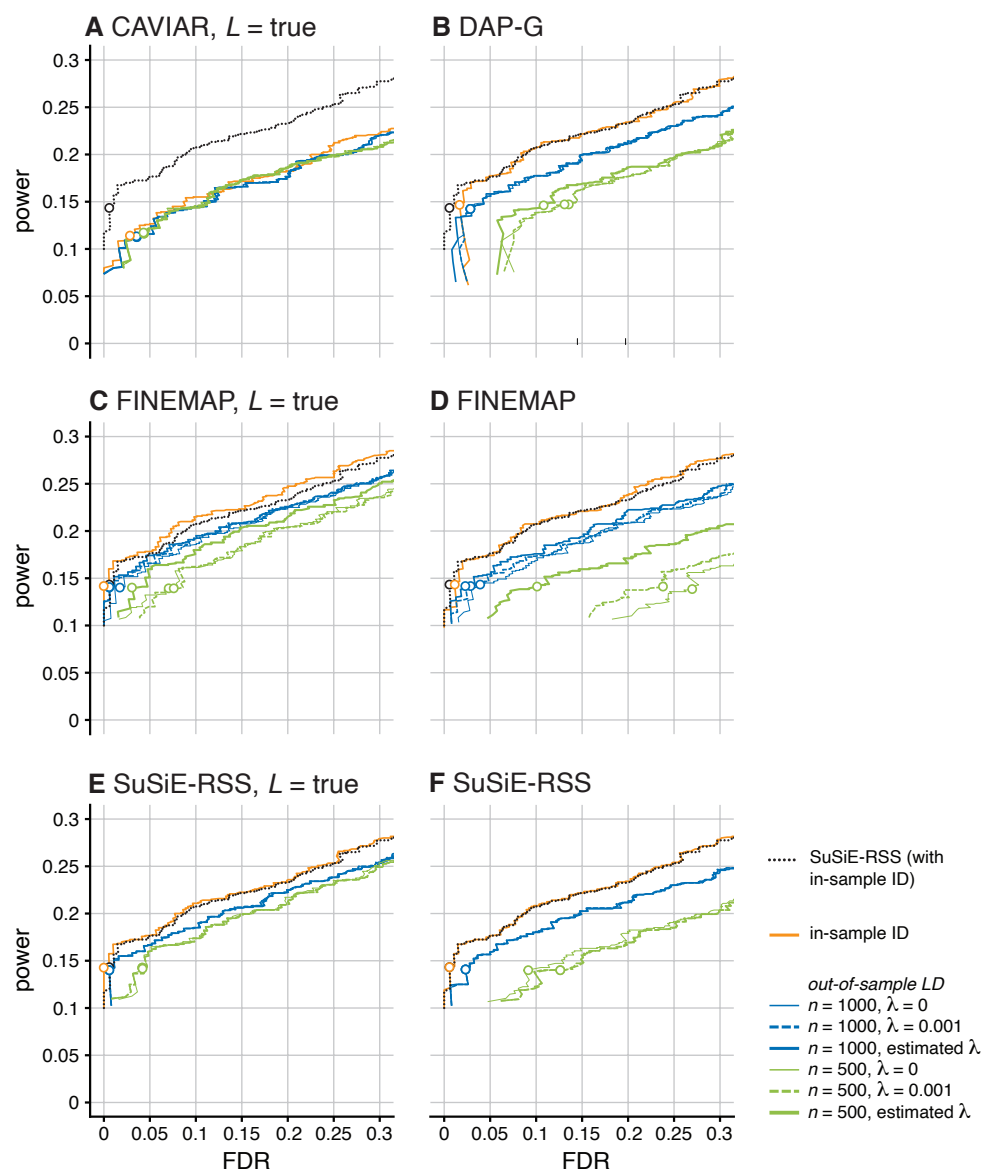 A CAVIAR, L = true
B DAP-G
0.3
0.25
0.2
0.15
0.1
0.05
0
power
C FINEMAP, L = true
D FINEMAP
0.3
0.25
0.2
0.15
0.1
0.05
0
power
E SuSiE-RSS, L = true
F SuSiE-RSS
0.3
0.25
0.2
0.15
0.1
0.05
0
power
0 0.05 0.1 0.15 0.2 0.25 0.3
0 0.05 0.1 0.15 0.2 0.25 0.3
FDR
FDR
SuSiE-RSS (with
in-sample ID)
in-sample ID
out-of-sample LD
n = 1000, λ = 0
n = 1000, λ = 0.001
n = 1000, estimated λ
n = 500, λ = 0
n = 500, λ = 0.001
n = 500, estimated λ